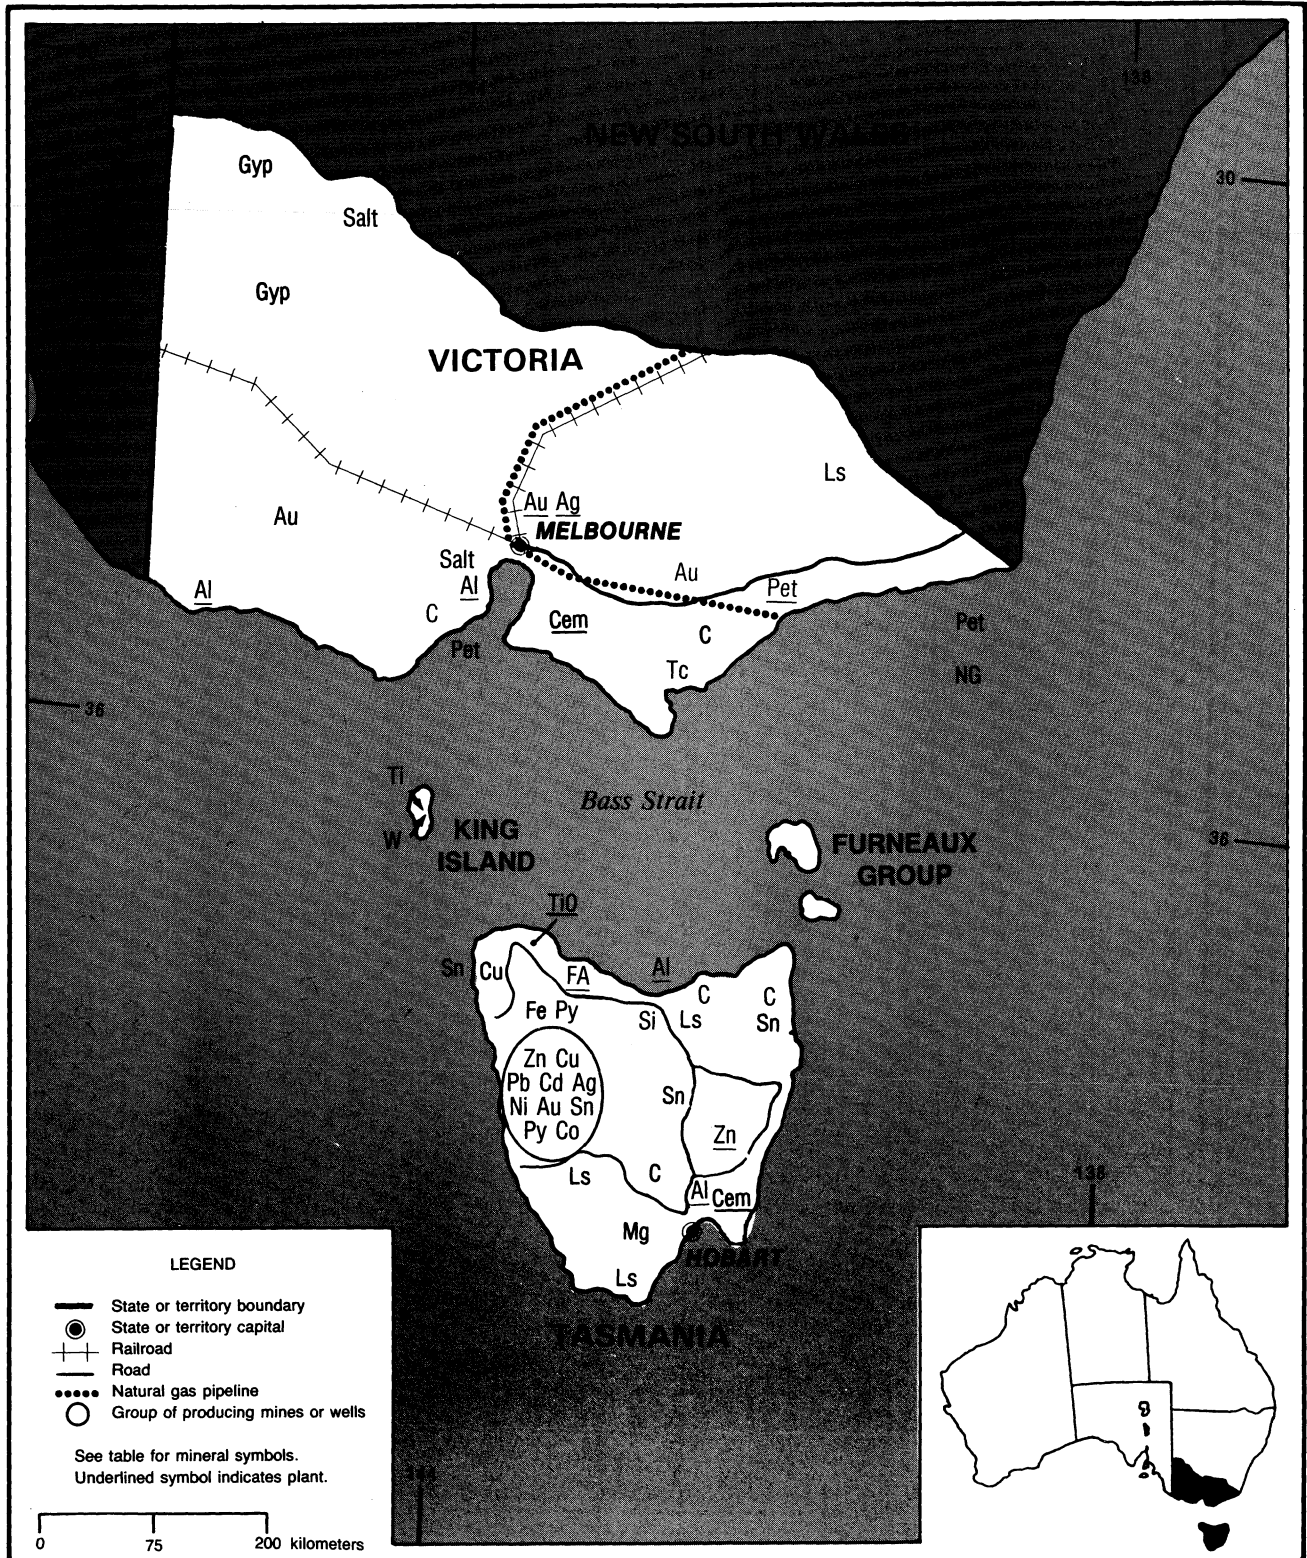 138
NEW SOUTH WALES
30
Gyp
Salt
Gyp
VICTORIA
Ls
Au Ag
MELBOURNE
Au
Salt
Al
Al
Au
Pet
C
Cem
C
Pet
Pet
Tc
NG
36
Ti
Bass Strait
W
KING
ISLAND
FURNEAUX
GROUP
36
TiO
Sn
Cu
FA
Al
C
C
Fe Py
Si
Ls
Sn
Zn Cu
Pb Cd Ag
Ni Au Sn
Py Co
Sn
Zn
Ls
C
Al
Cem
138
Mg
HOBART
Ls
TASMANIA
144
LEGEND
State or territory boundary
State or territory capital
Railroad
Road
Natural gas pipeline
Group of producing mines or wells
See table for mineral symbols.
Underlined symbol indicates plant.
0 75 200 kilometers